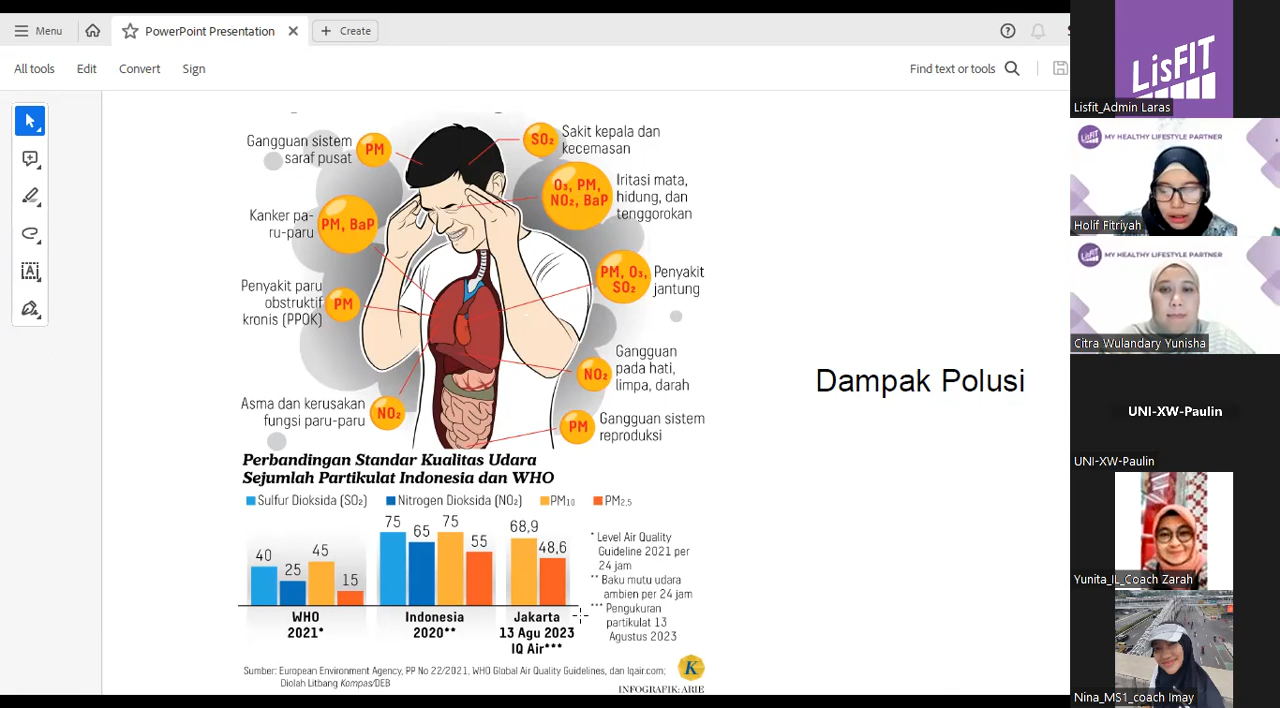 Menu
PowerPoint Presentation
Create
All tools
Edit
Convert
Sign
Find text or tools
Gangguan sistem
saraf pusat
PM
SO₂
Sakit kepala dan
kecemasan
O₃, PM,
NO₂, BaP
Iritasi mata,
hidung, dan
tenggorokan
Kanker pa-
ru-paru
PM, BaP
PM, O₃,
SO₂
Penyakit
jantung
Penyakit paru
obstruktif
kronis (PPOK)
PM
NO₂
Gangguan
pada hati,
limpa, darah
Asma dan kerusakan
fungsi paru-paru
NO₂
PM
Gangguan sistem
reproduksi
Dampak Polusi
Perbandingan Standar Kualitas Udara
Sejumlah Partikulat Indonesia dan WHO
Sulfur Dioksida (SO₂)
Nitrogen Dioksida (NO₂)
PM₁₀
PM₂,₅
40
25
45
15
75
65
75
55
68,9
48,6
WHO
2021*
Indonesia
2020**
Jakarta
13 Agu 2023
IQ Air***
* Level Air Quality
Guideline 2021 per
24 jam
** Baku mutu udara
ambien per 24 jam
*** Pengukuran
partikulat 13
Agustus 2023
Sumber: European Environment Agency, PP No 22/2021, WHO Global Air Quality Guidelines, dan Iqair.com;
Diolah Litbang Kompas/DEB
K
INFOGRAFIK: ARIE
LISFIT
Lisfit_Admin Laras
LISFIT
MY HEALTHY LIFESTYLE PARTNER
Holif Fitriyah
LISFIT
MY HEALTHY LIFESTYLE PARTNER
Citra Wulandary Yunisha
UNI-XW-Paulin
UNI-XW-Paulin
Yunita_IL_Coach Zarah
Nina_MS1_coach Imay